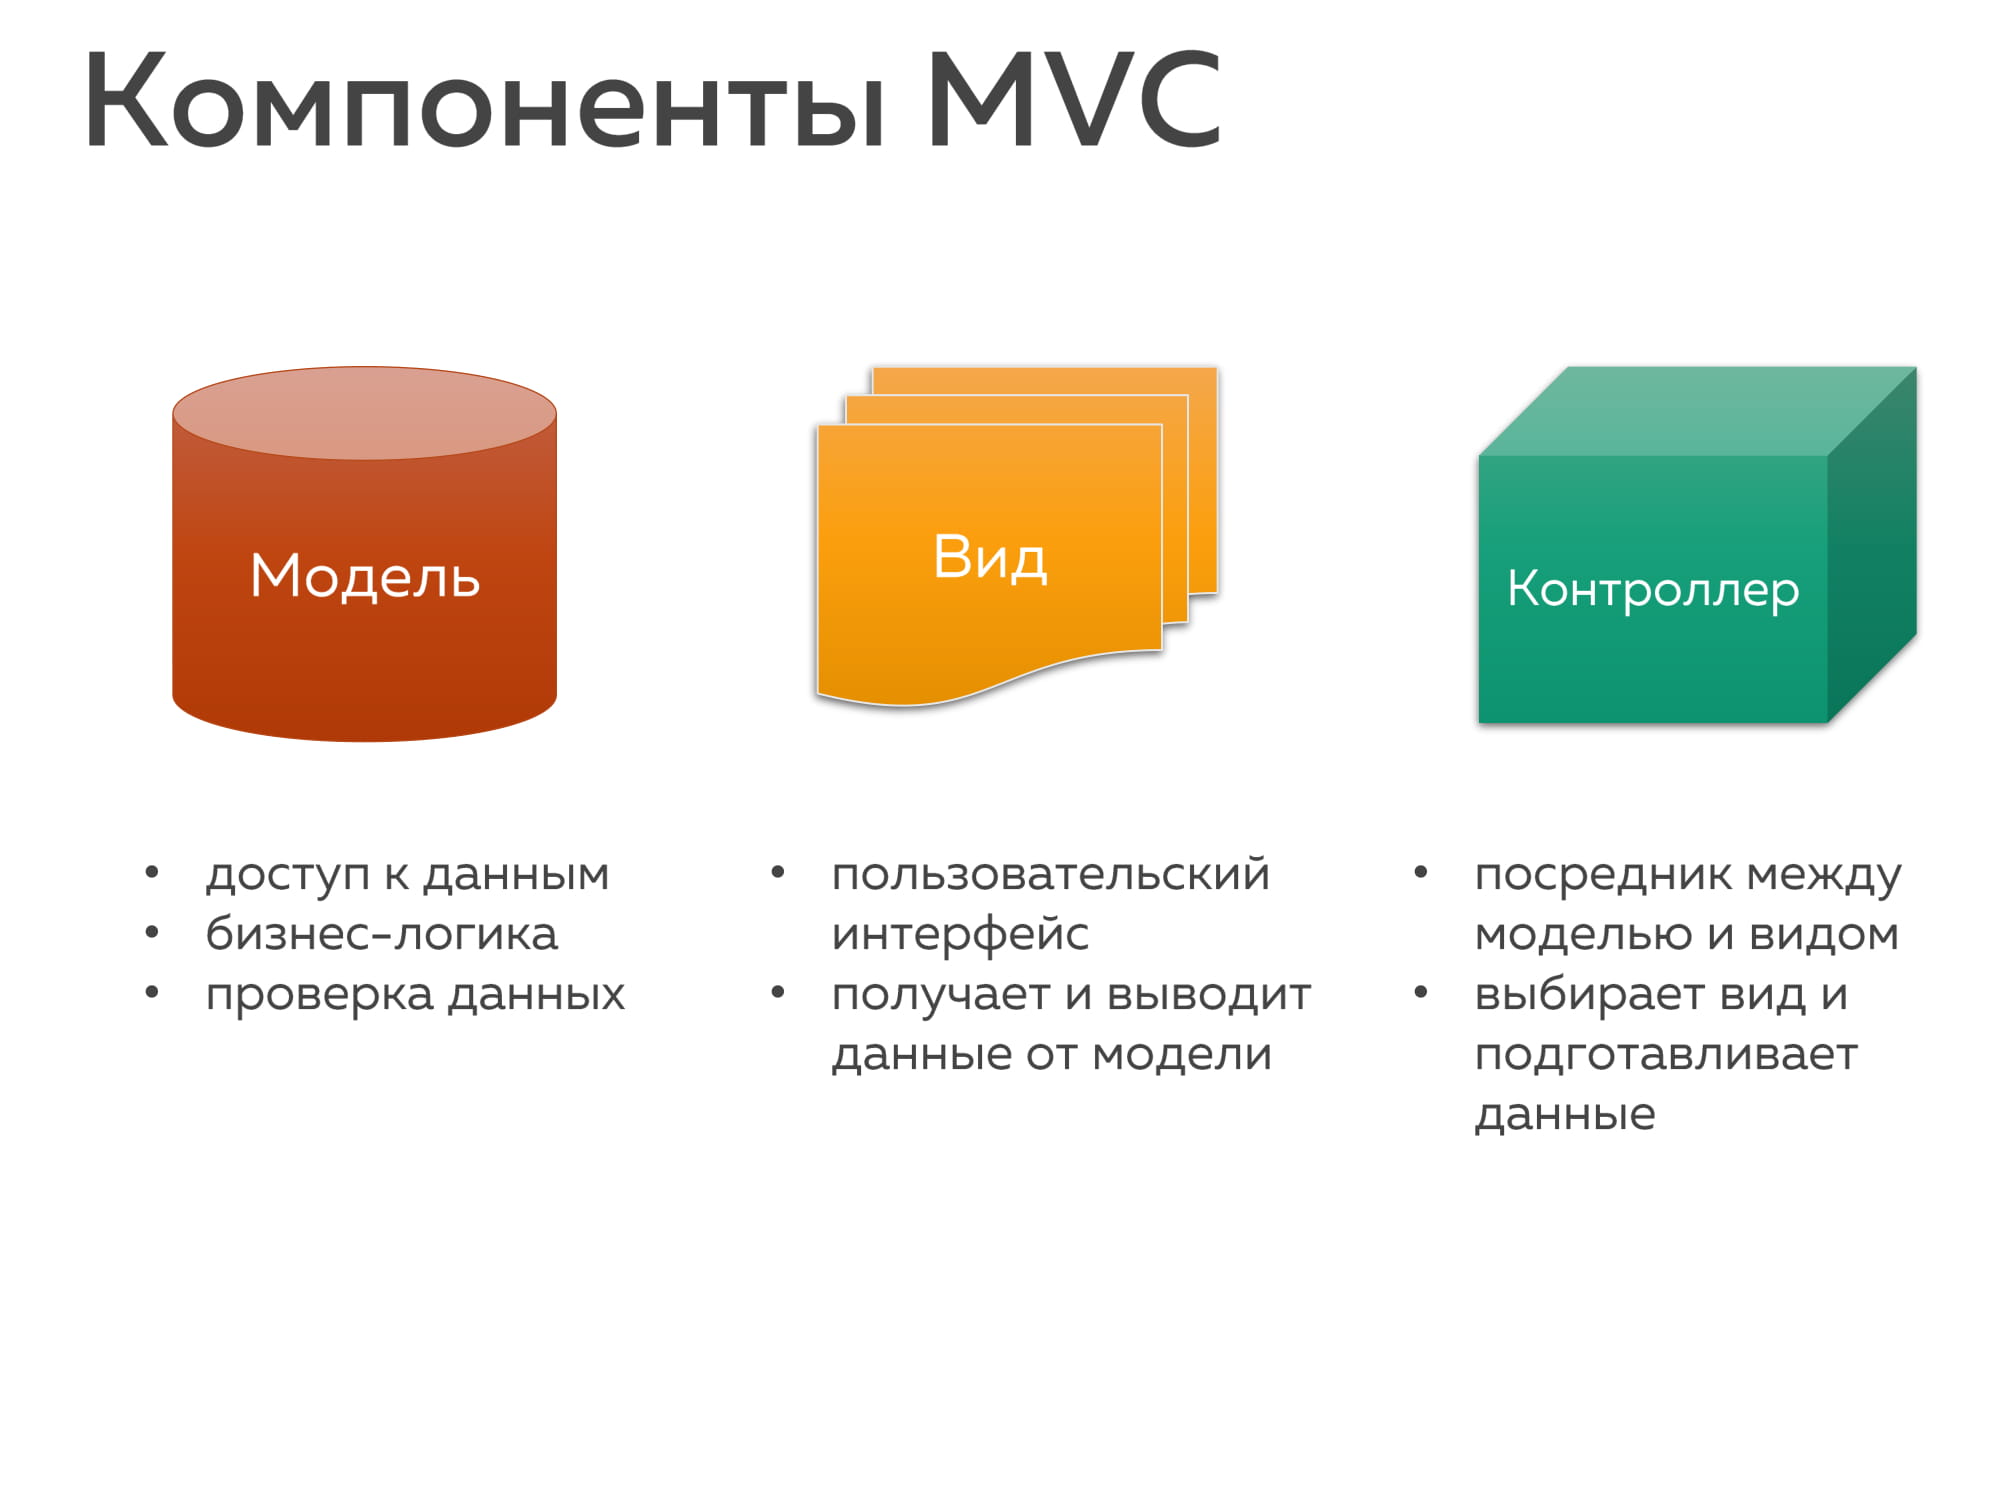 Компоненты MVC
Модель
Вид
Контроллер
• доступ к данным
• бизнес-логика
• проверка данных
• пользовательский
интерфейс
• получает и выводит
данные от модели
• посредник между
моделью и видом
• выбирает вид и
подготавливает
данные